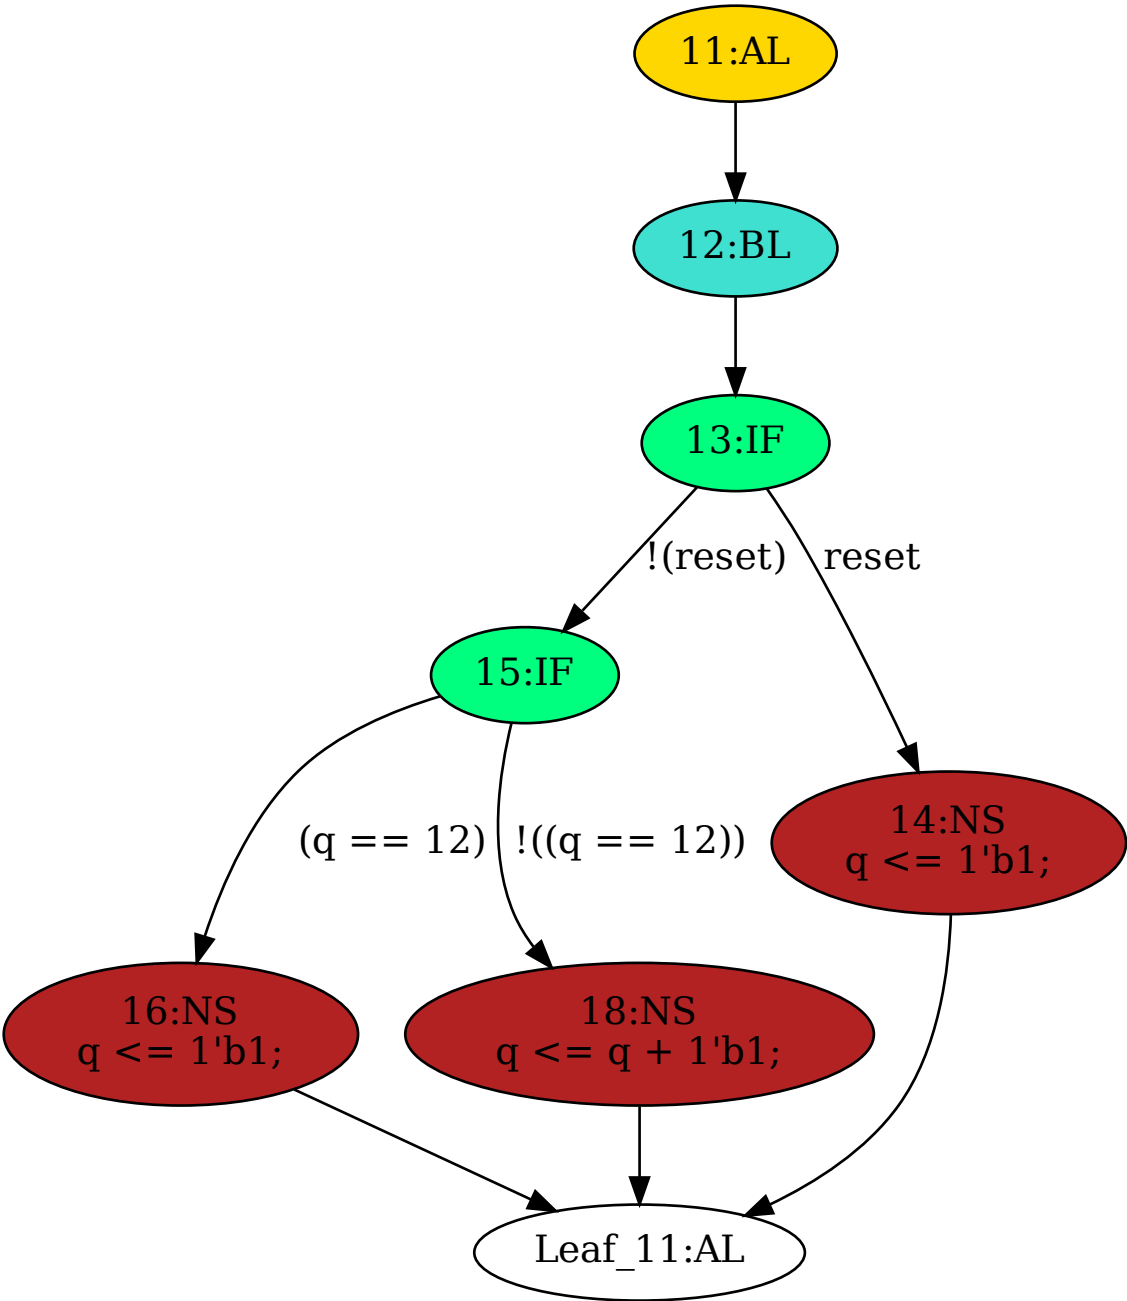 11:AL
12:BL
13:IF
!(reset)
reset
15:IF
(q == 12)
!((q == 12))
14:NS
q <= 1'b1;
16:NS
q <= 1'b1;
18:NS
q <= q + 1'b1;
Leaf_11:AL